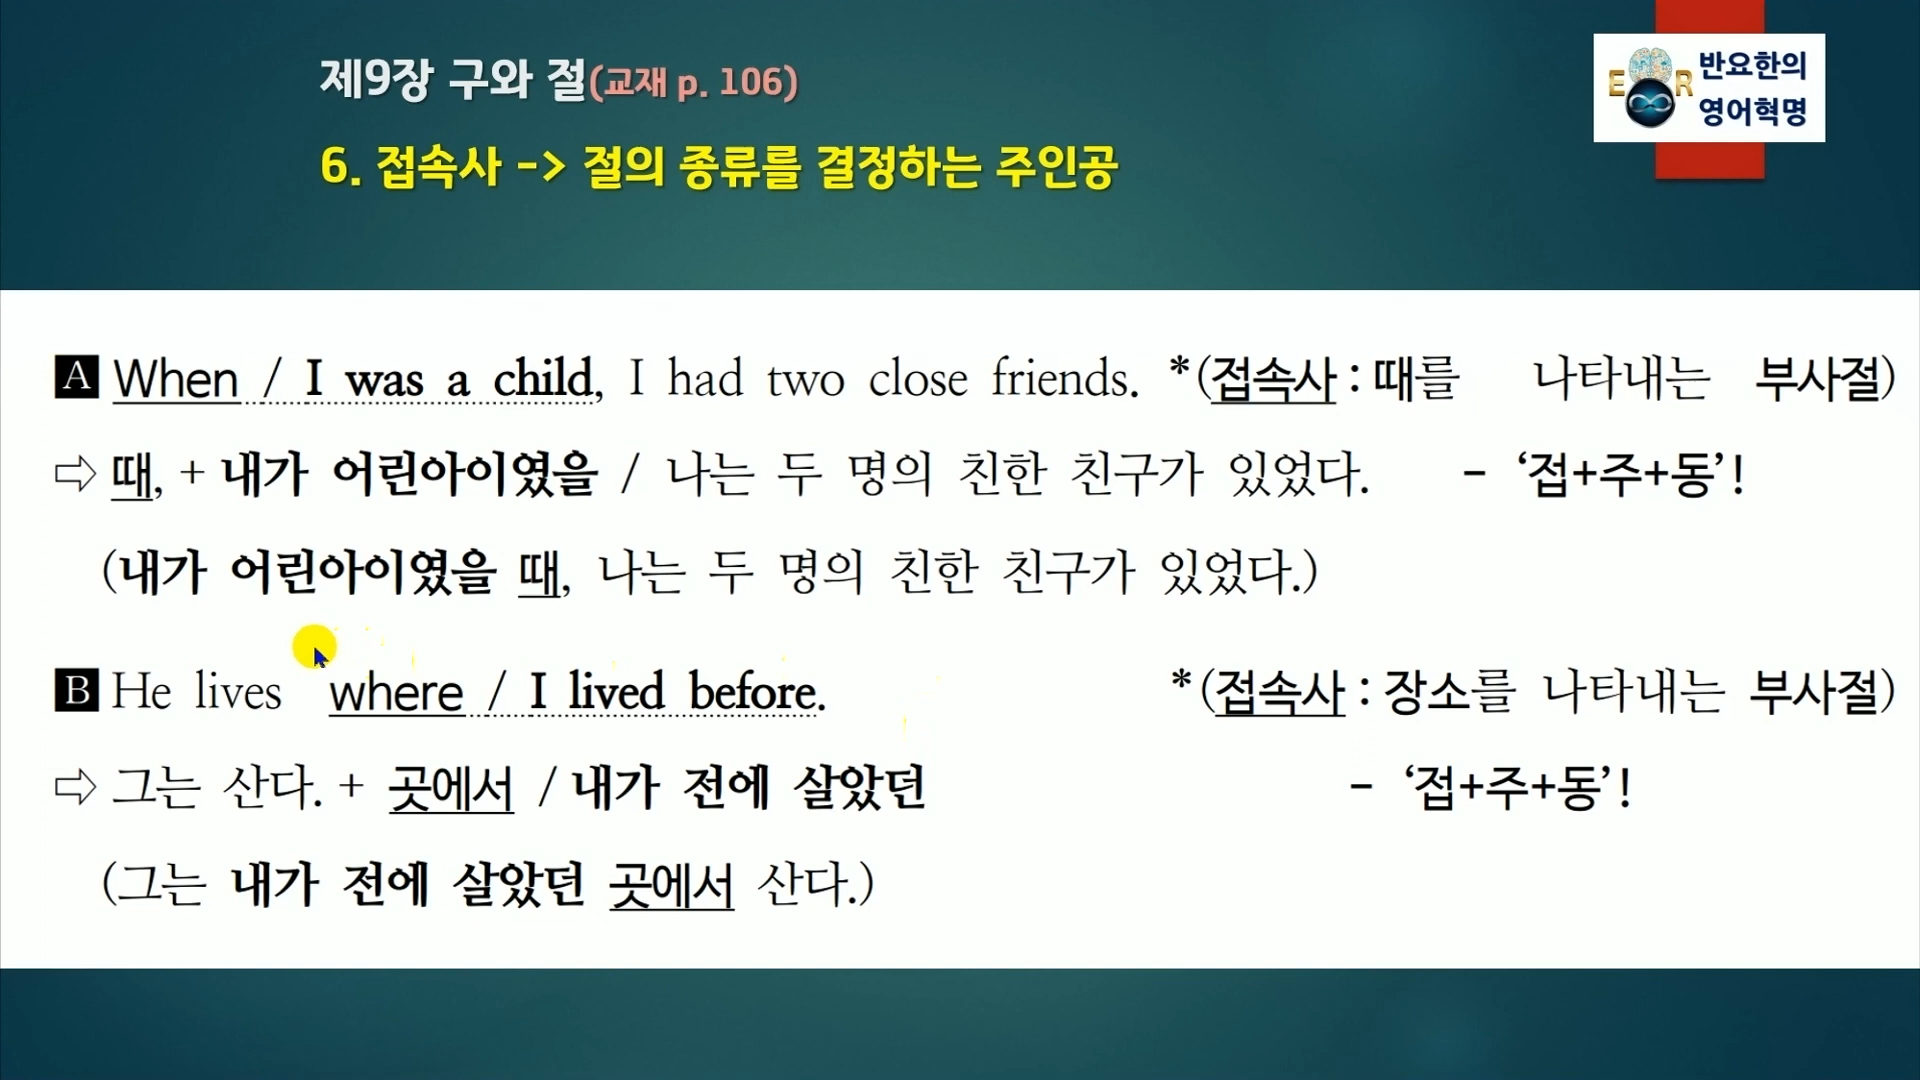 제9장 구와 절(교재 p. 106)
6. 접속사 -> 절의 종류를 결정하는 주인공
E R 반요한의
영어혁명
A When / I was a child, I had two close friends. *(접속사 : 때를 나타내는 부사절)
⇨ 때, + 내가 어린아이였을 / 나는 두 명의 친한 친구가 있었다. - ‘접+주+동’!
(내가 어린아이였을 때, 나는 두 명의 친한 친구가 있었다.)
B He lives where / I lived before. *(접속사 : 장소를 나타내는 부사절)
⇨ 그는 산다. + 곳에서 / 내가 전에 살았던 - ‘접+주+동’!
(그는 내가 전에 살았던 곳에서 산다.)